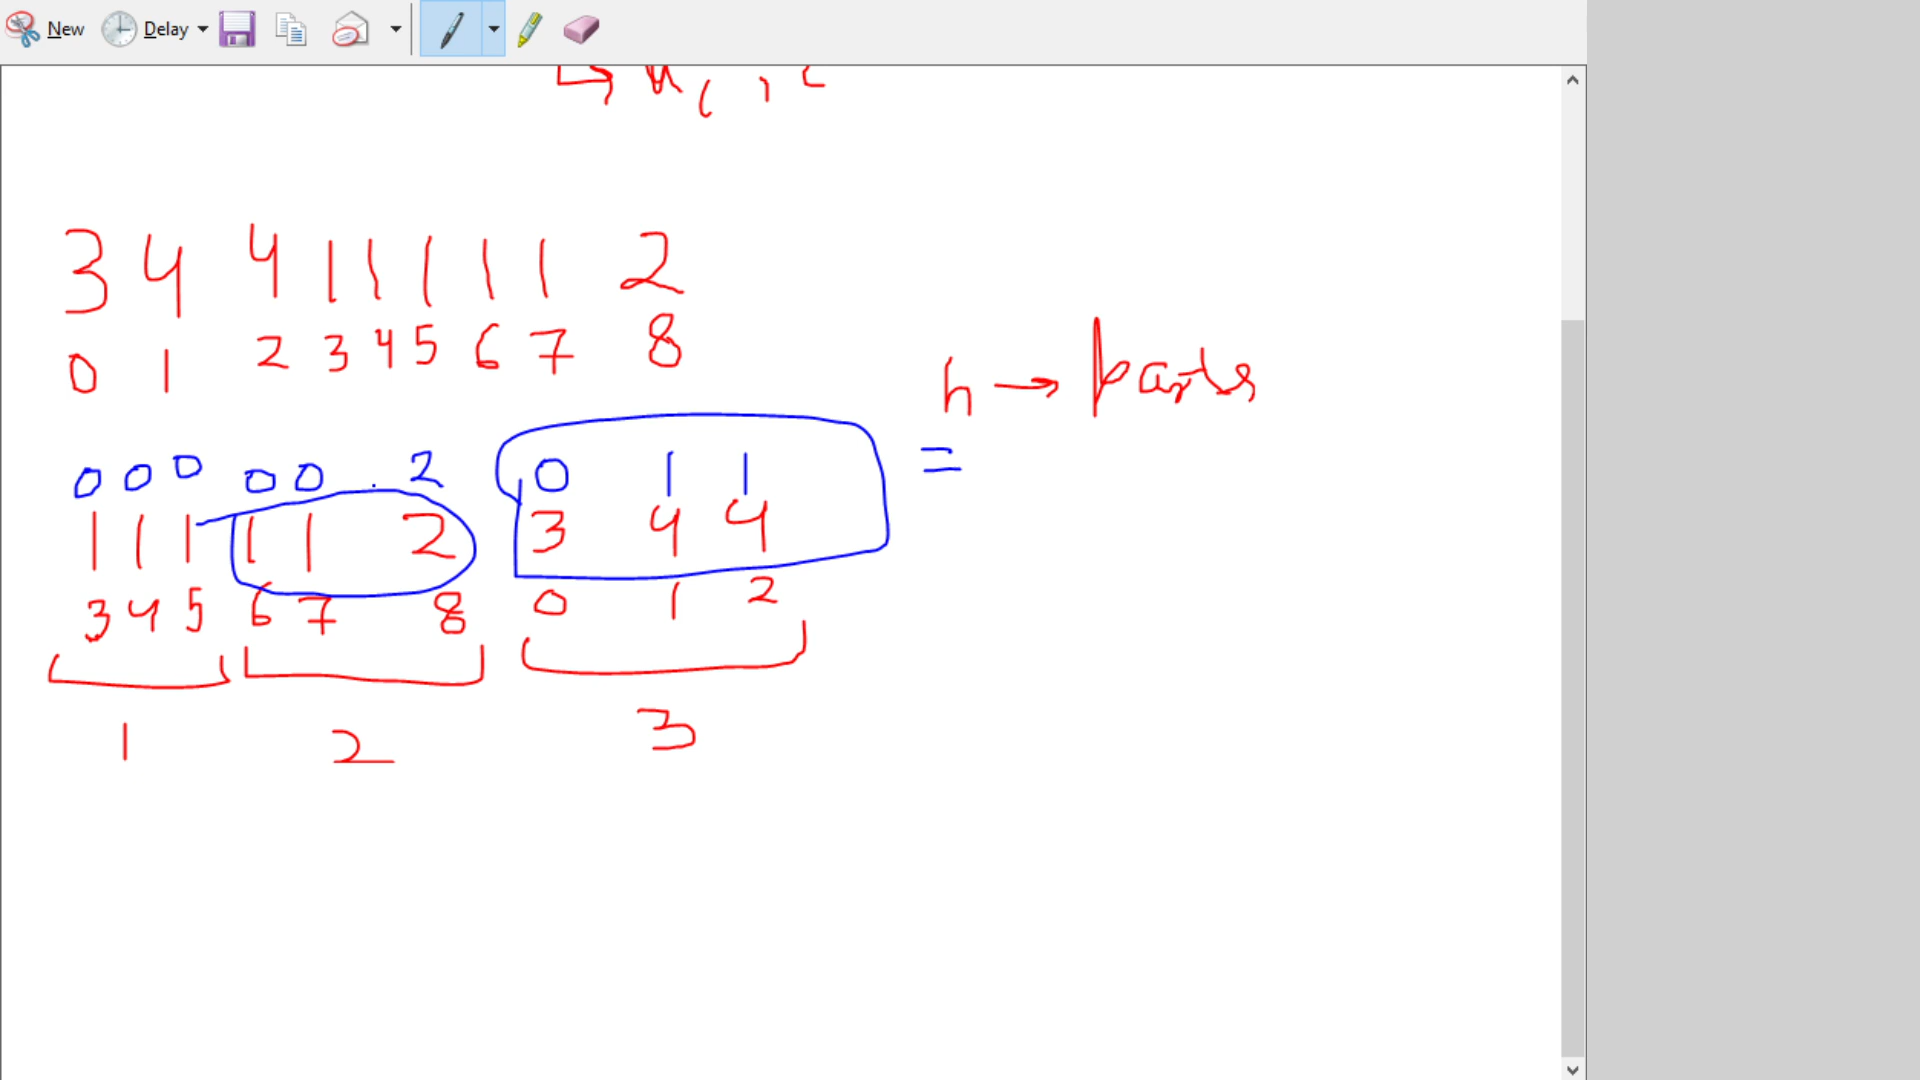 New Delay
3 4 4 1 1 1 1 1 2
0 1 2 3 4 5 6 7 8
n → parts
0 0 0 0 0 2 0 1 1 =
1 1 1 1 1 2 3 4 4
3 4 5 6 7 8 0 1 2
1 2 3